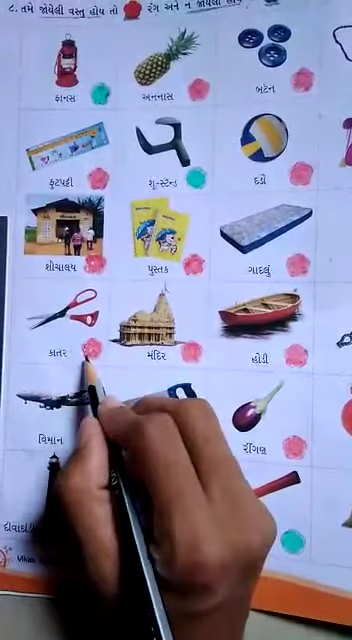 ૮. તમે જોયેલી વસ્તુ હોય તો રંગ અને ન જોયેલી
ફાનસ અનનાસ બટન
ફુટપટ્ટી શૂ-સ્ટેન્ડ દડો
શૌચાલય પુસ્તક ગાદલું
કાતર મંદિર હોડી
વિમાન રીંગણ